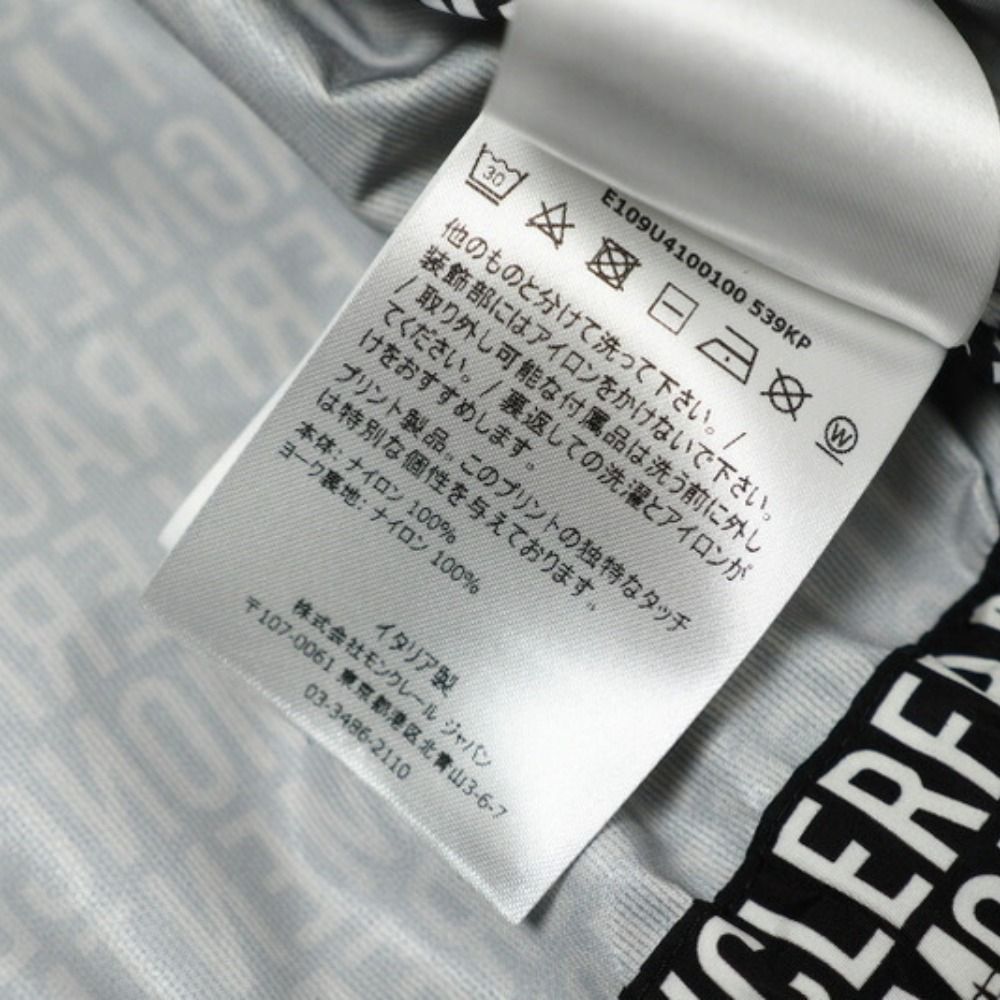 30
E109U4100100 539KP
W
他のものと分けて洗って下さい。/
装飾部にはアイロンをかけないで下さい。
/ 取り外し可能な付属品は洗う前に外し
てください。/ 裏返しての洗濯とアイロンが
けをおすすめします。
プリント製品。このプリントの独特なタッチ
は特別な個性を与えております。
本体: ナイロン 100%
ヨーク裏地: ナイロン 100%
イタリア製
株式会社モンクレール ジャパン
〒107-0061 東京都港区北青山3-6-7
03-3486-2110
CLERFR